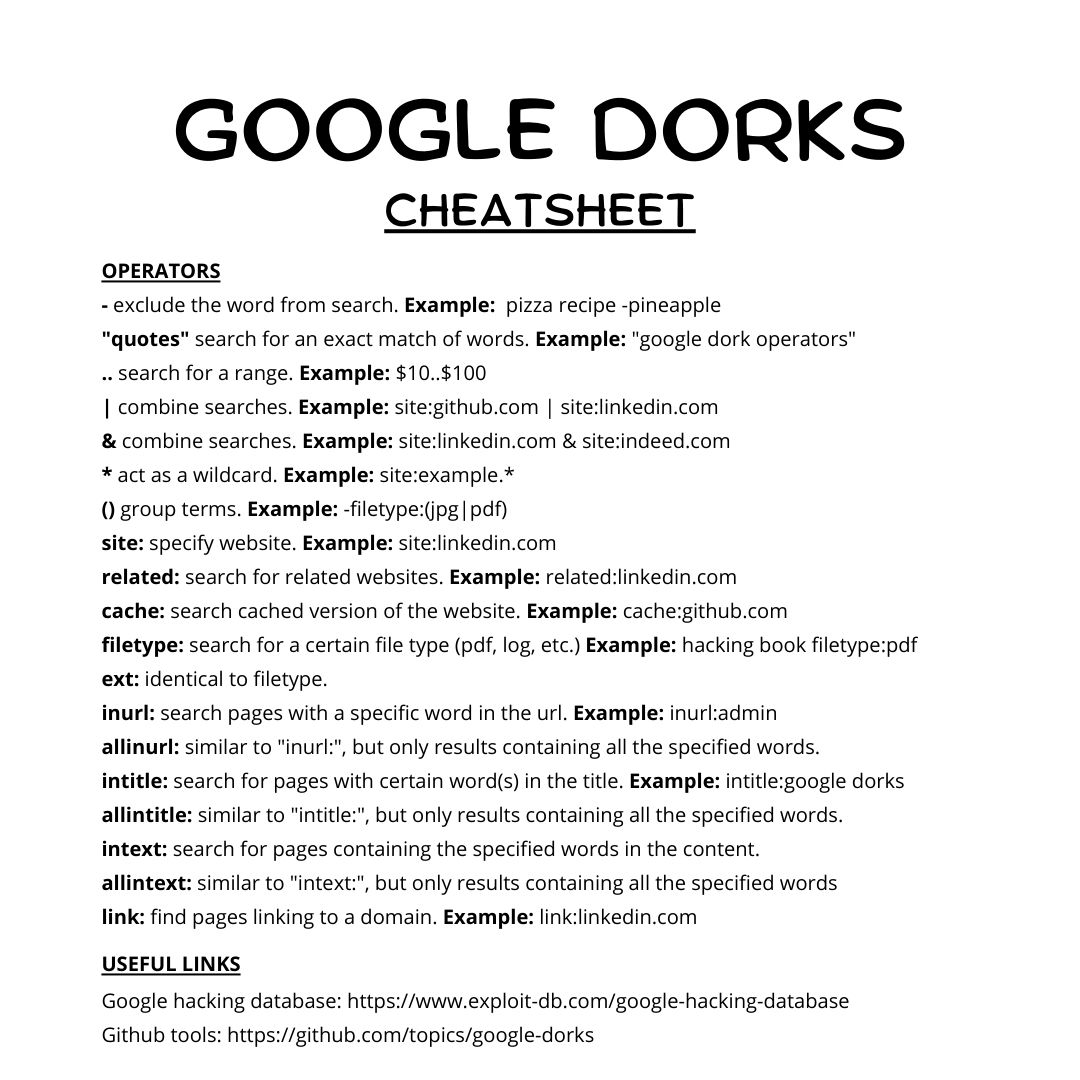 GOOGLE DORKS
CHEATSHEET
OPERATORS
- exclude the word from search. Example:  pizza recipe -pineapple
"quotes" search for an exact match of words. Example: "google dork operators"
.. search for a range. Example: $10..$100
| combine searches. Example: site:github.com | site:linkedin.com
& combine searches. Example: site:linkedin.com & site:indeed.com
* act as a wildcard. Example: site:example.*
() group terms. Example: -filetype:(jpg|pdf)
site: specify website. Example: site:linkedin.com
related: search for related websites. Example: related:linkedin.com
cache: search cached version of the website. Example: cache:github.com
filetype: search for a certain file type (pdf, log, etc.) Example: hacking book filetype:pdf
ext: identical to filetype.
inurl: search pages with a specific word in the url. Example: inurl:admin
allinurl: similar to "inurl:", but only results containing all the specified words.
intitle: search for pages with certain word(s) in the title. Example: intitle:google dorks
allintitle: similar to "intitle:", but only results containing all the specified words.
intext: search for pages containing the specified words in the content.
allintext: similar to "intext:", but only results containing all the specified words
link: find pages linking to a domain. Example: link:linkedin.com
USEFUL LINKS
Google hacking database: https://www.exploit-db.com/google-hacking-database
Github tools: https://github.com/topics/google-dorks